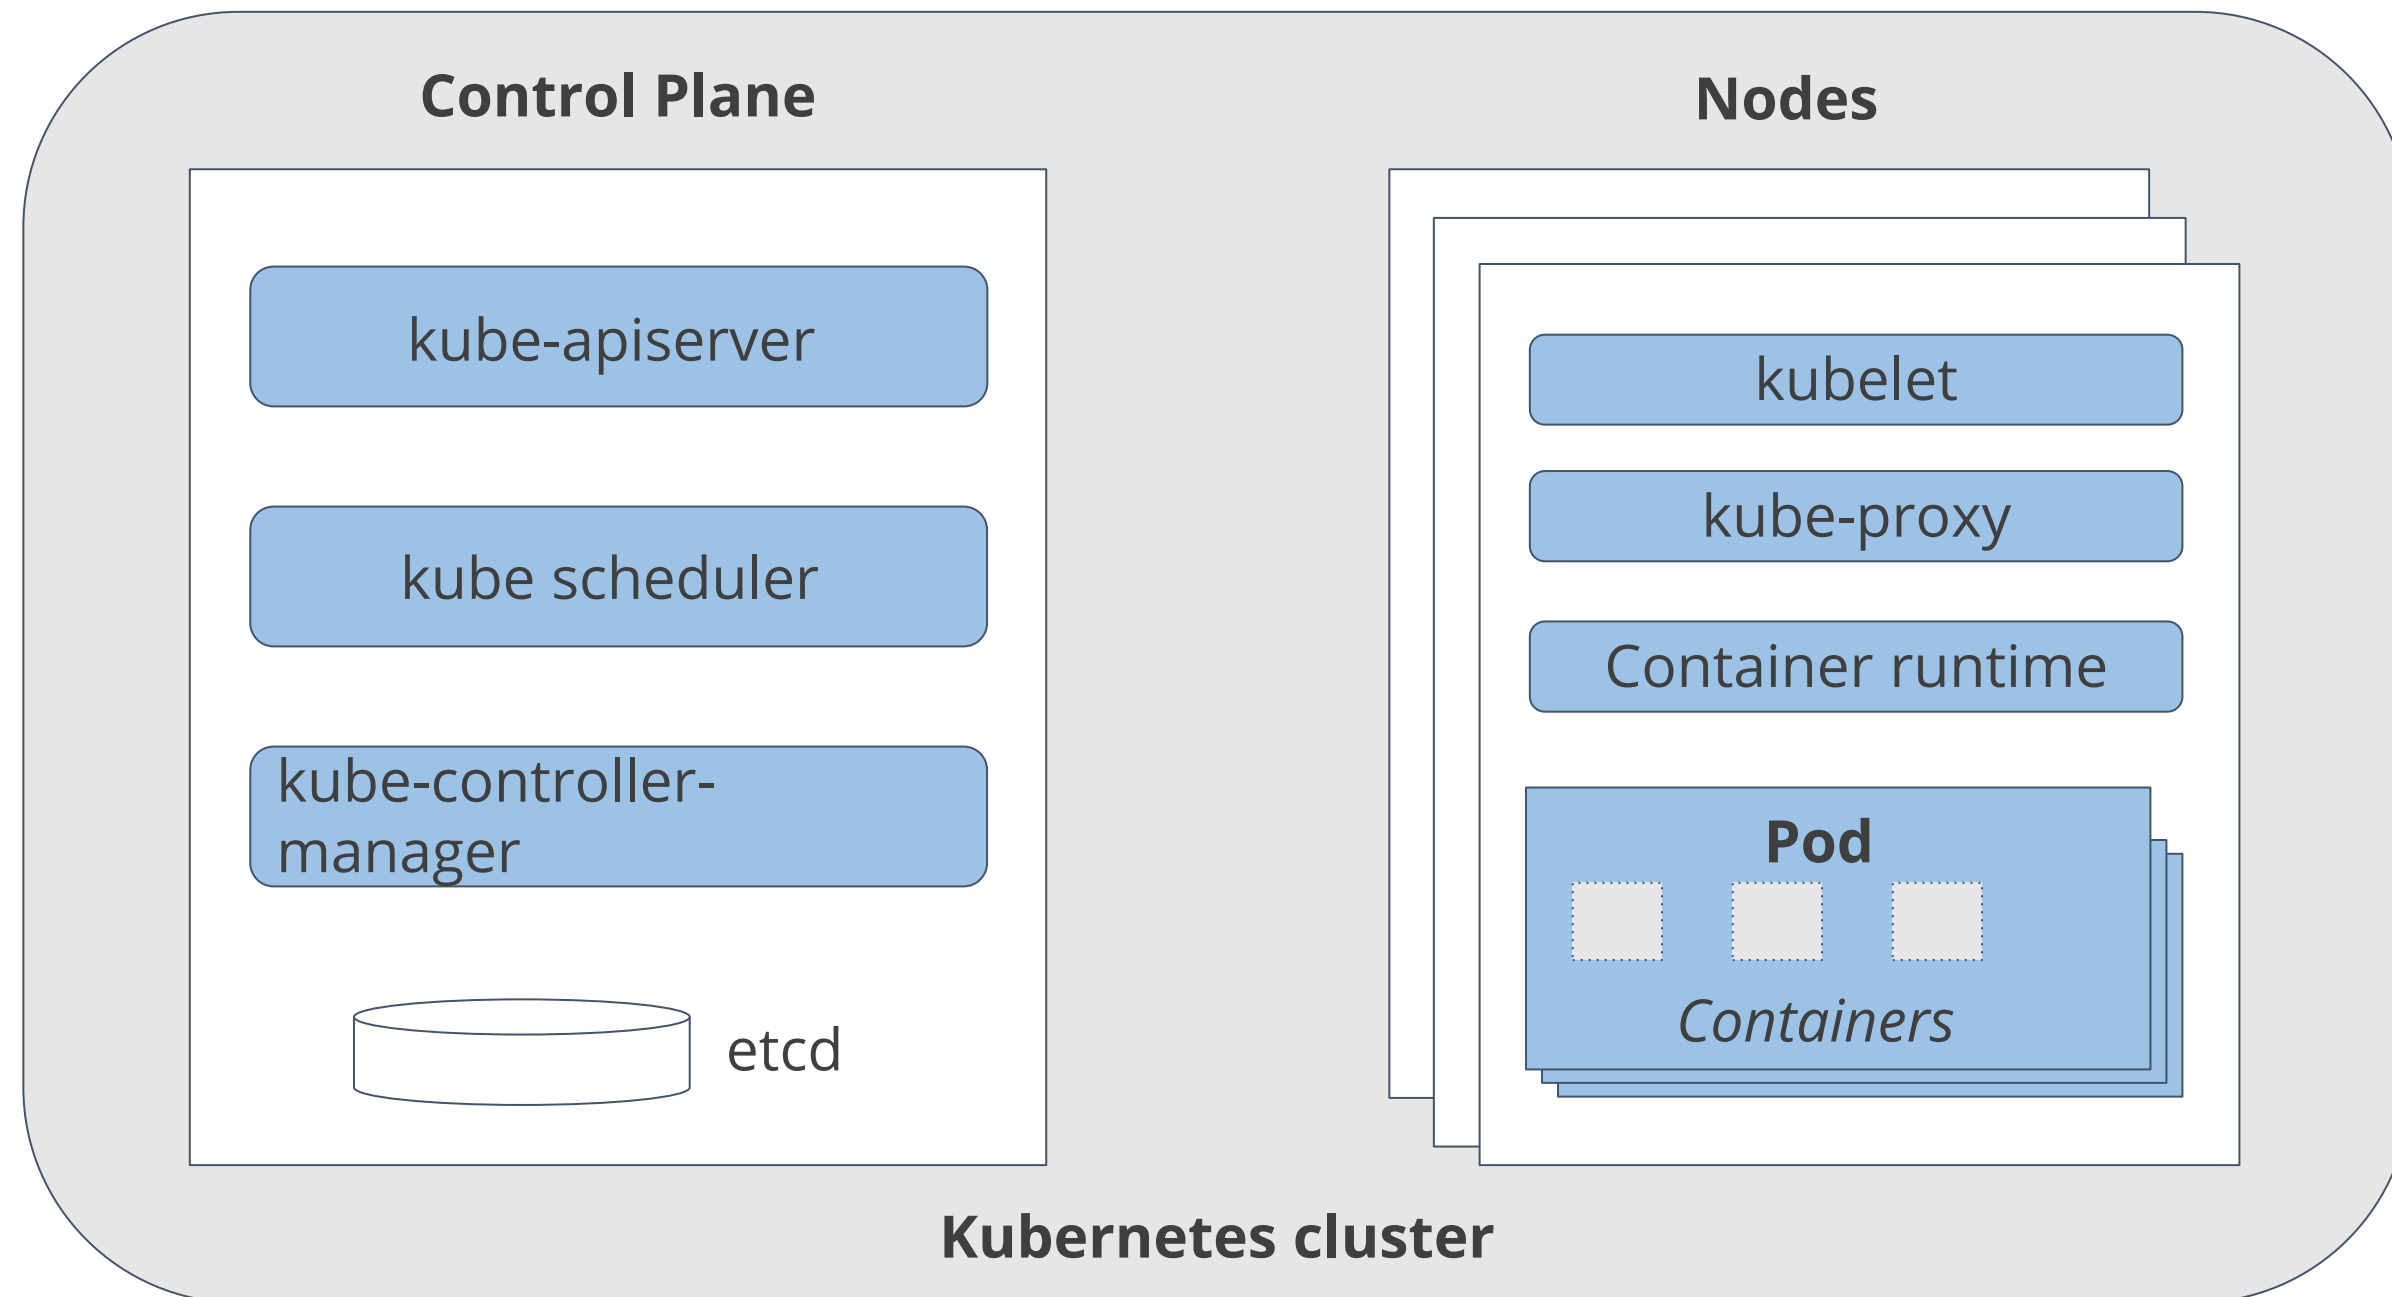 Control Plane
kube-apiserver
kube scheduler
kube-controller-
manager
etcd
Nodes
kubelet
kube-proxy
Container runtime
Pod
Containers
Kubernetes cluster